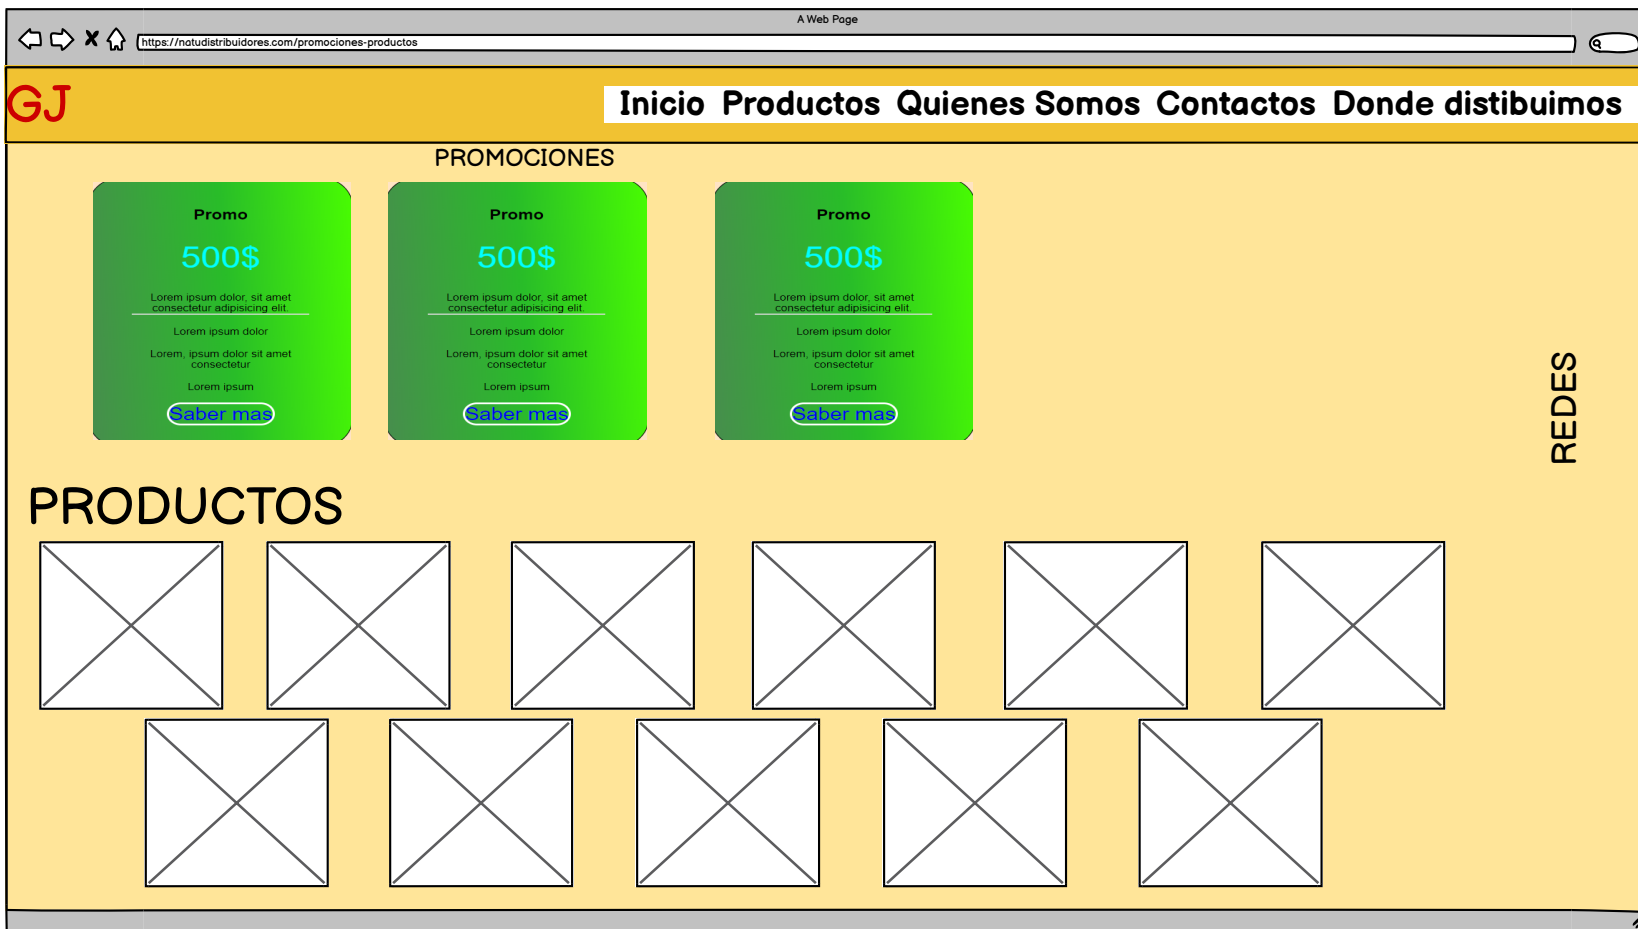 A Web Page
https://natudistribuidores.com/promociones-productos
GJ
Inicio Productos Quienes Somos Contactos Donde distibuimos
PROMOCIONES
Promo
500$
Lorem ipsum dolor, sit amet
consectetur adipisicing elit.
Lorem ipsum dolor
Lorem, ipsum dolor sit amet
consectetur
Lorem ipsum
Saber mas
Promo
500$
Lorem ipsum dolor, sit amet
consectetur adipisicing elit.
Lorem ipsum dolor
Lorem, ipsum dolor sit amet
consectetur
Lorem ipsum
Saber mas
Promo
500$
Lorem ipsum dolor, sit amet
consectetur adipisicing elit.
Lorem ipsum dolor
Lorem, ipsum dolor sit amet
consectetur
Lorem ipsum
Saber mas
REDES
PRODUCTOS